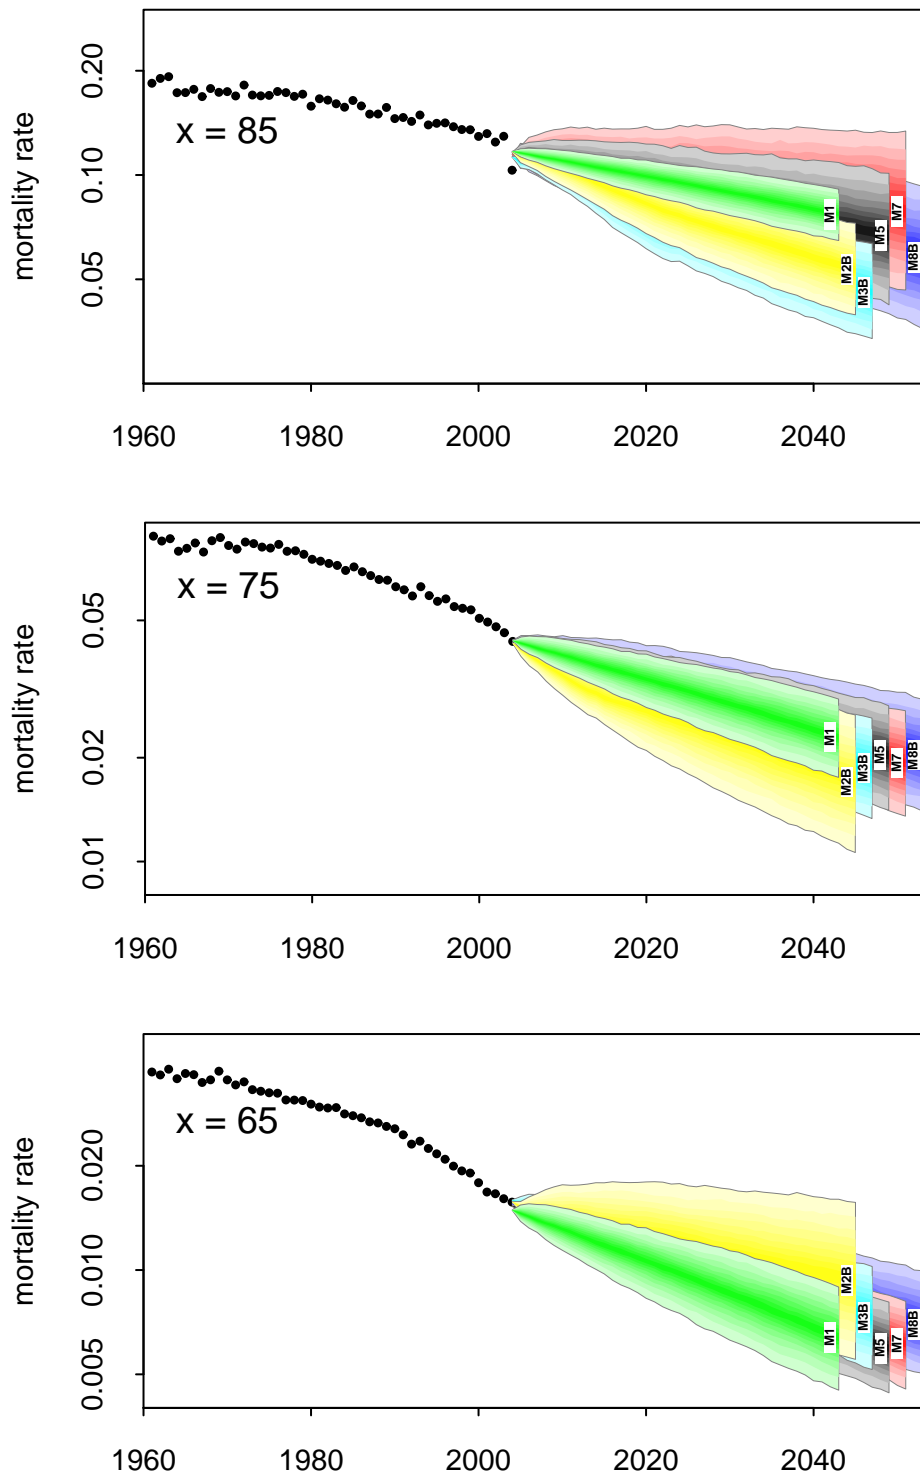 mortality rate
0.20
0.10
0.05
x = 85
M1
M2B
M3B
M5
M7
M8B
1960 1980 2000 2020 2040
mortality rate
0.05
0.02
0.01
x = 75
M1
M2B
M3B
M5
M7
M8B
1960 1980 2000 2020 2040
mortality rate
0.020
0.010
0.005
x = 65
M1
M2B
M3B
M5
M7
M8B
1960 1980 2000 2020 2040